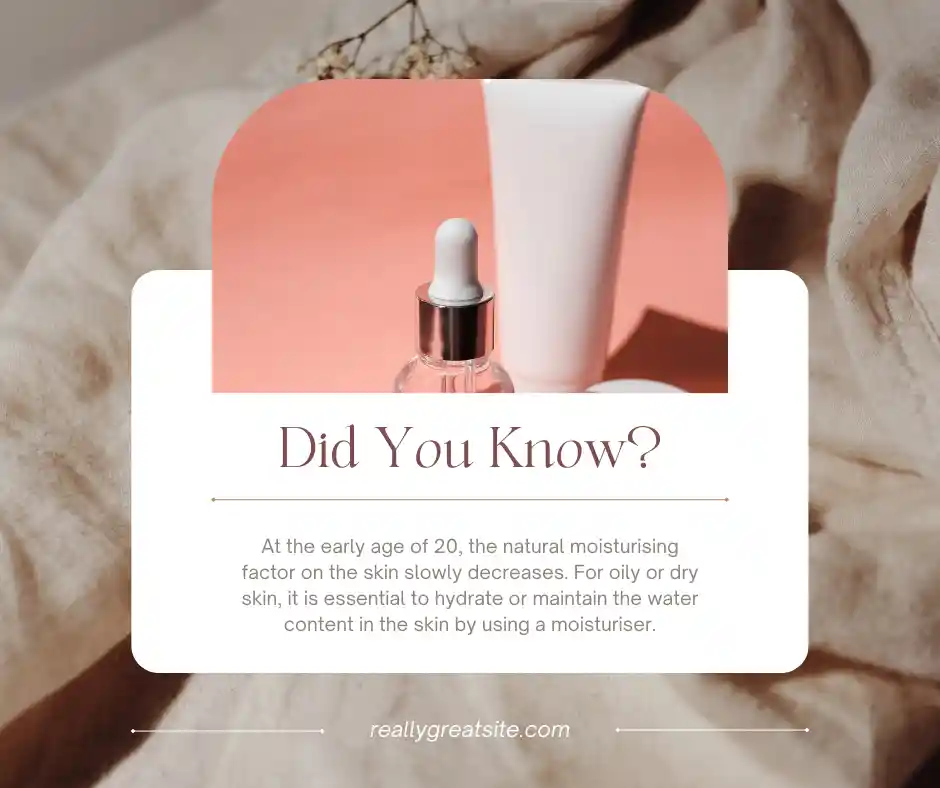 Did You Know?
At the early age of 20, the natural moisturising
factor on the skin slowly decreases. For oily or dry
skin, it is essential to hydrate or maintain the water
content in the skin by using a moisturiser.
reallygreatsite.com